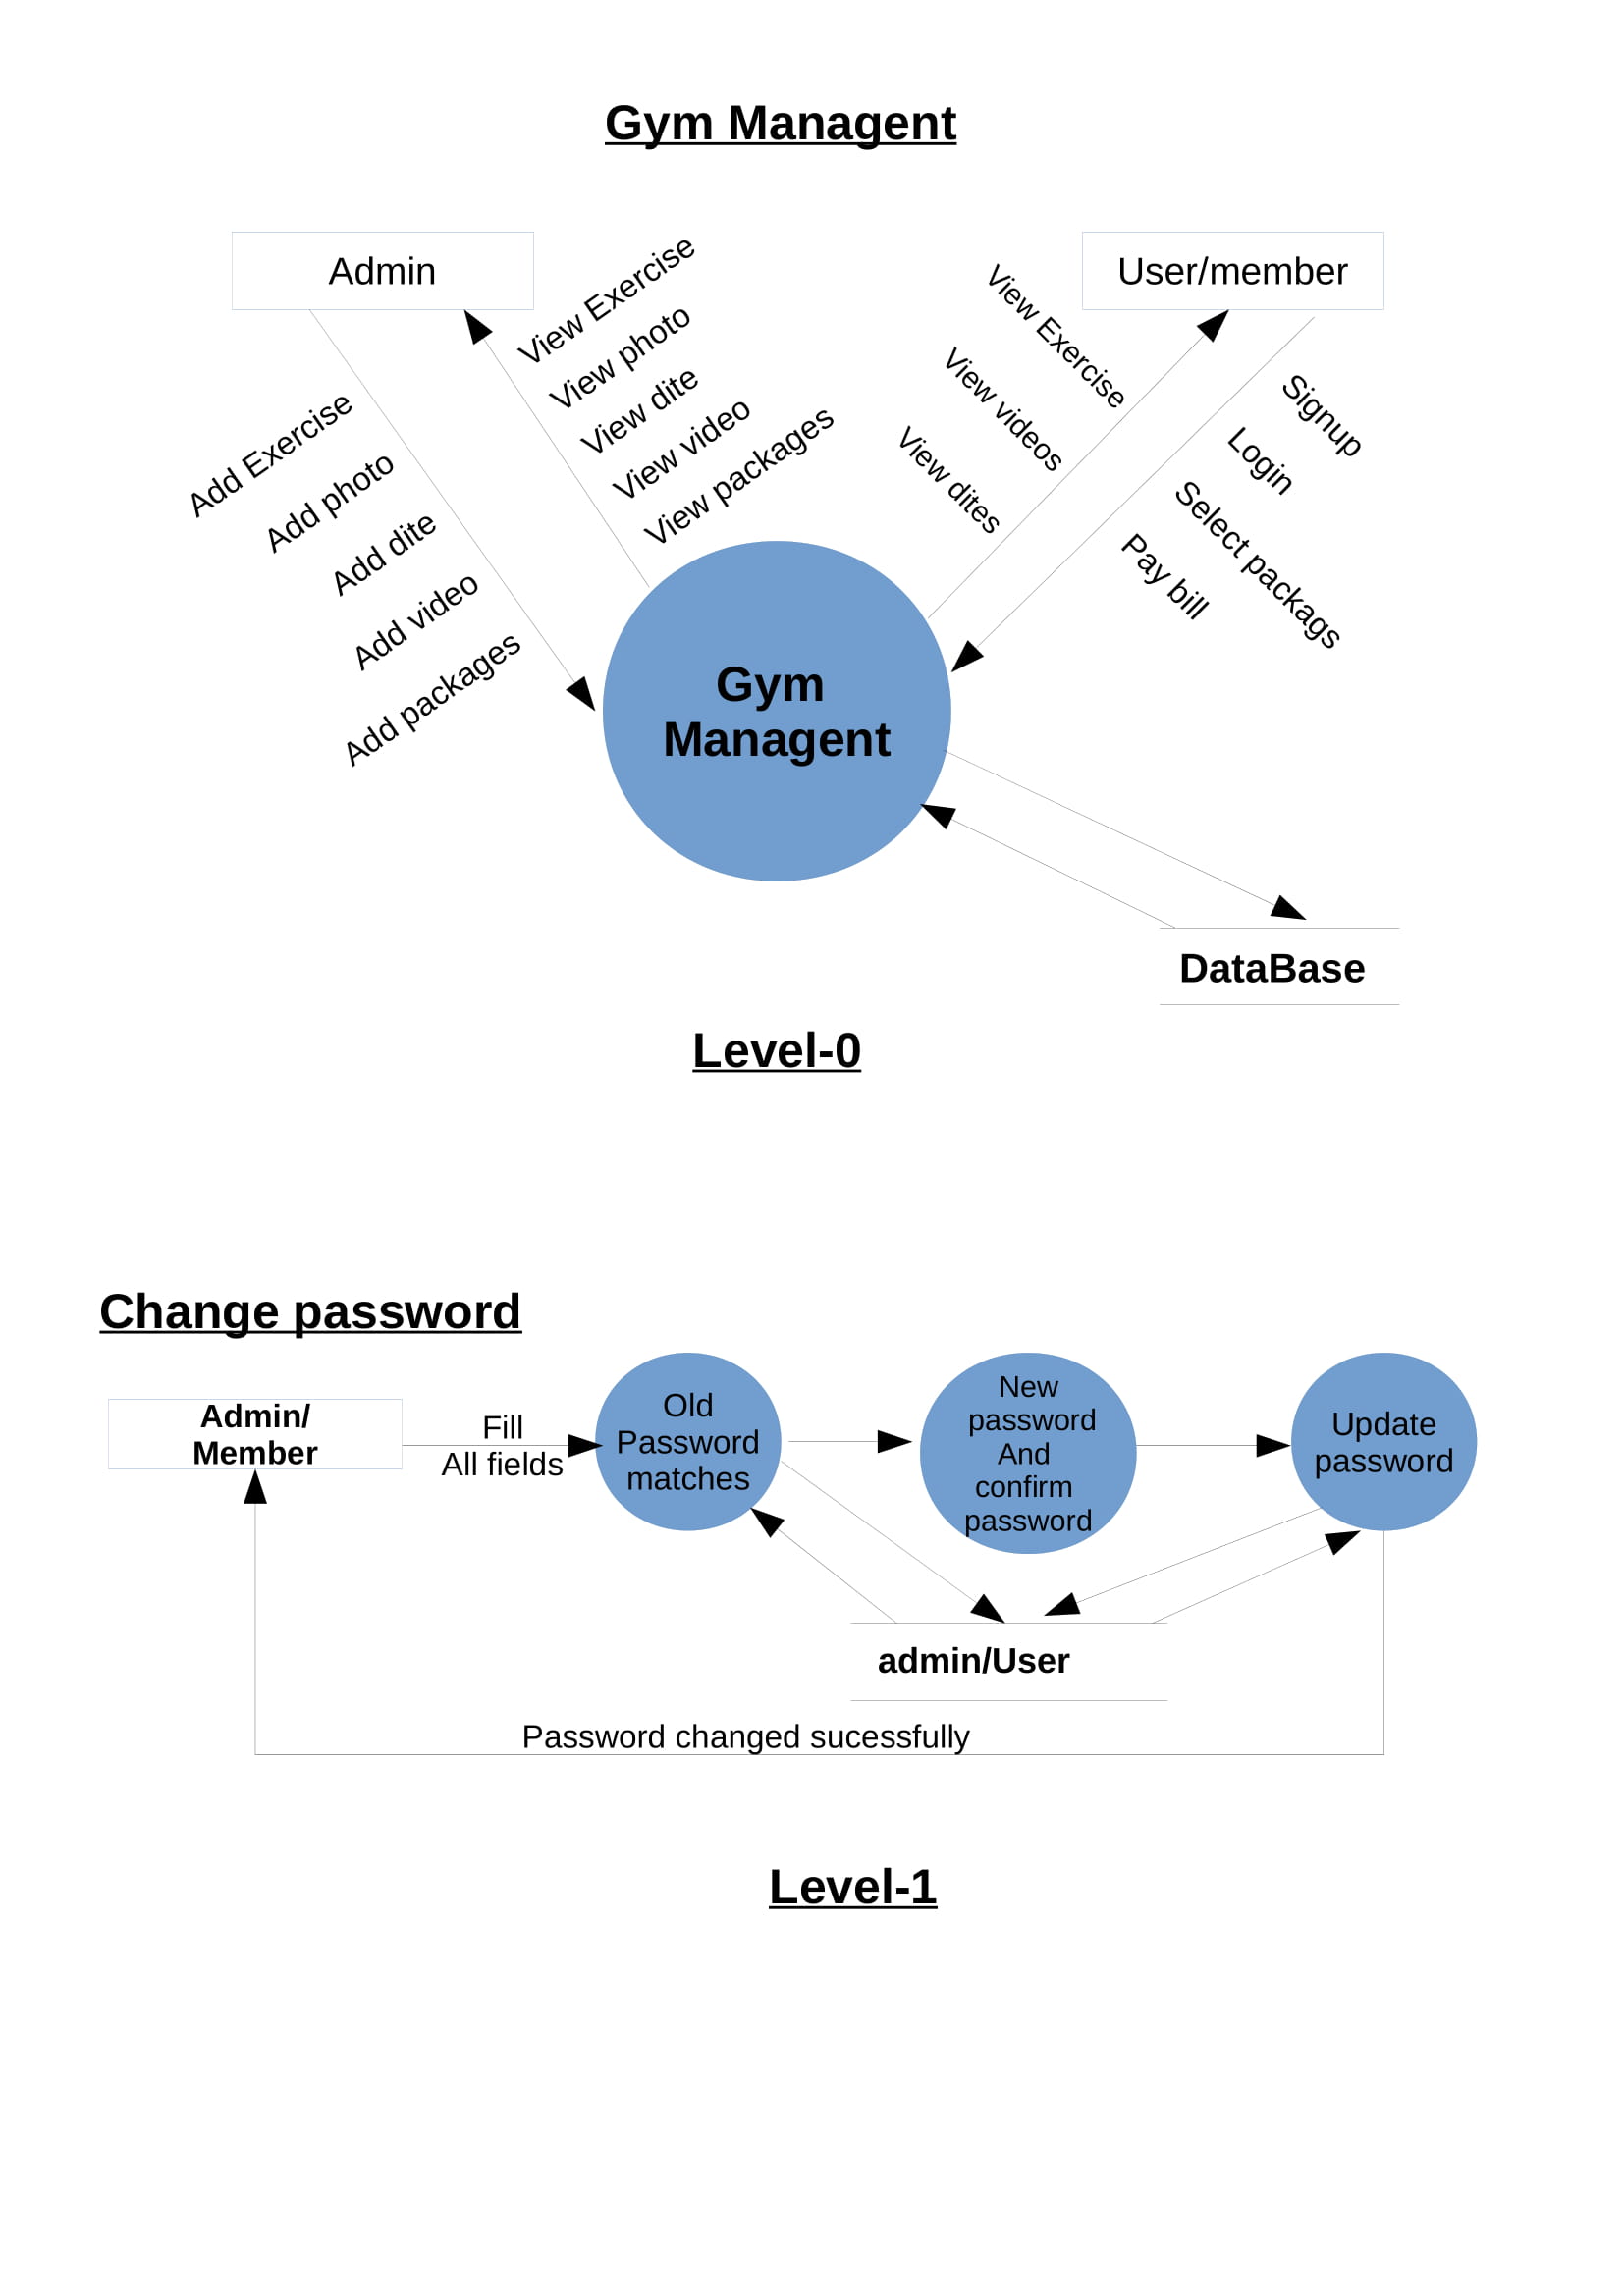 Gym Managent
Admin
User/member
Add Exercise
Add photo
Add dite
Add video
Add packages
View Exercise
View photo
View dite
View video
View packages
View Exercise
View videos
View dites
Signup
Login
Select packags
Pay bill
Gym
Managent
DataBase
Level-0
Change password
Admin/
Member
Fill
All fields
Old
Password
matches
New
password
And
confirm
password
Update
password
admin/User
Password changed sucessfully
Level-1